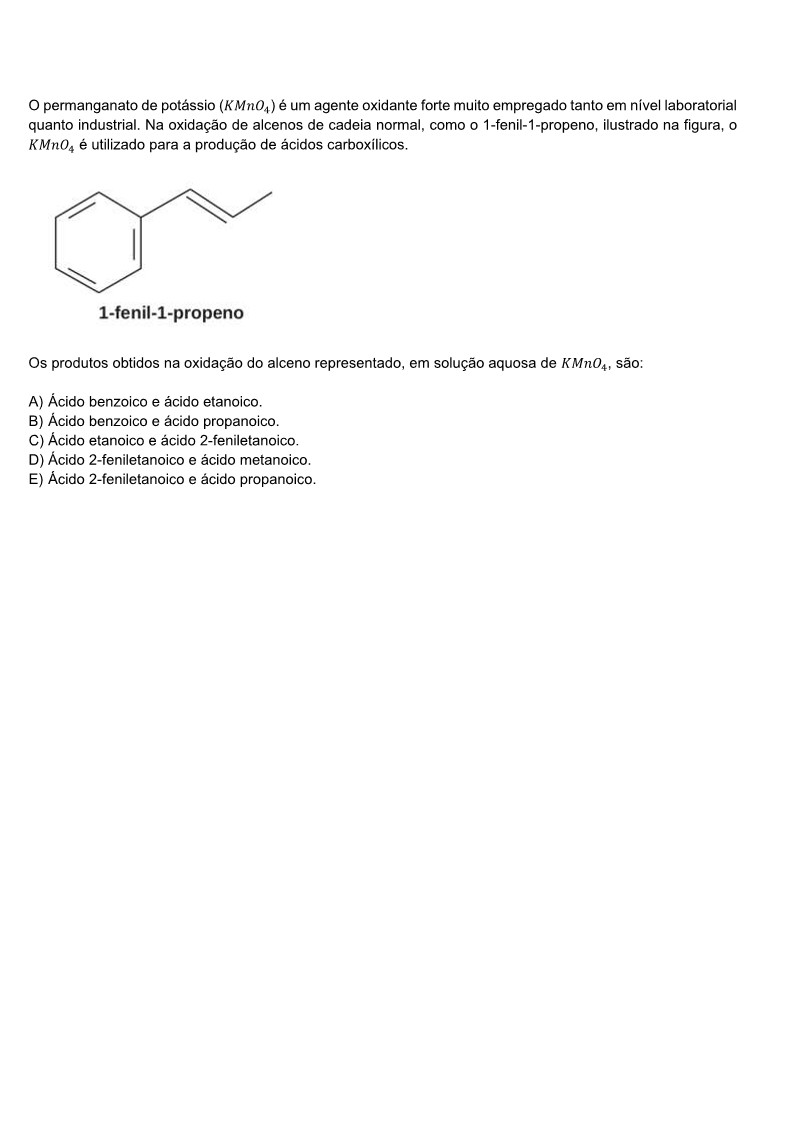 O permanganato de potássio (KMnO₄) é um agente oxidante forte muito empregado tanto em nível laboratorial
quanto industrial. Na oxidação de alcenos de cadeia normal, como o 1-fenil-1-propeno, ilustrado na figura, o
KMnO₄ é utilizado para a produção de ácidos carboxílicos.
1-fenil-1-propeno
Os produtos obtidos na oxidação do alceno representado, em solução aquosa de KMnO₄, são:
A) Ácido benzoico e ácido etanoico.
B) Ácido benzoico e ácido propanoico.
C) Ácido etanoico e ácido 2-feniletanoico.
D) Ácido 2-feniletanoico e ácido metanoico.
E) Ácido 2-feniletanoico e ácido propanoico.